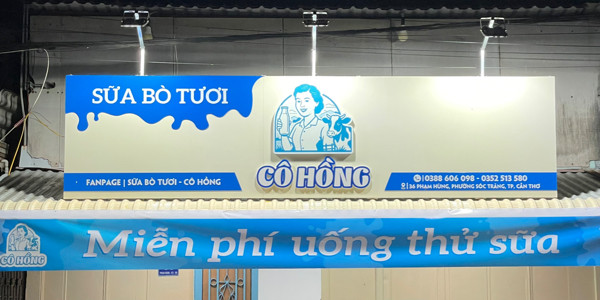 SỮA BÒ TƯƠI
CÔ HỒNG
FANPAGE | SỮA BÒ TƯƠI - CÔ HỒNG
0388 606 098 - 0352 513 580
36 PHẠM HÙNG, PHƯỜNG SÓC TRĂNG, TP. CẦN THƠ
Miễn phí uống thử sữa
CÔ HỒNG